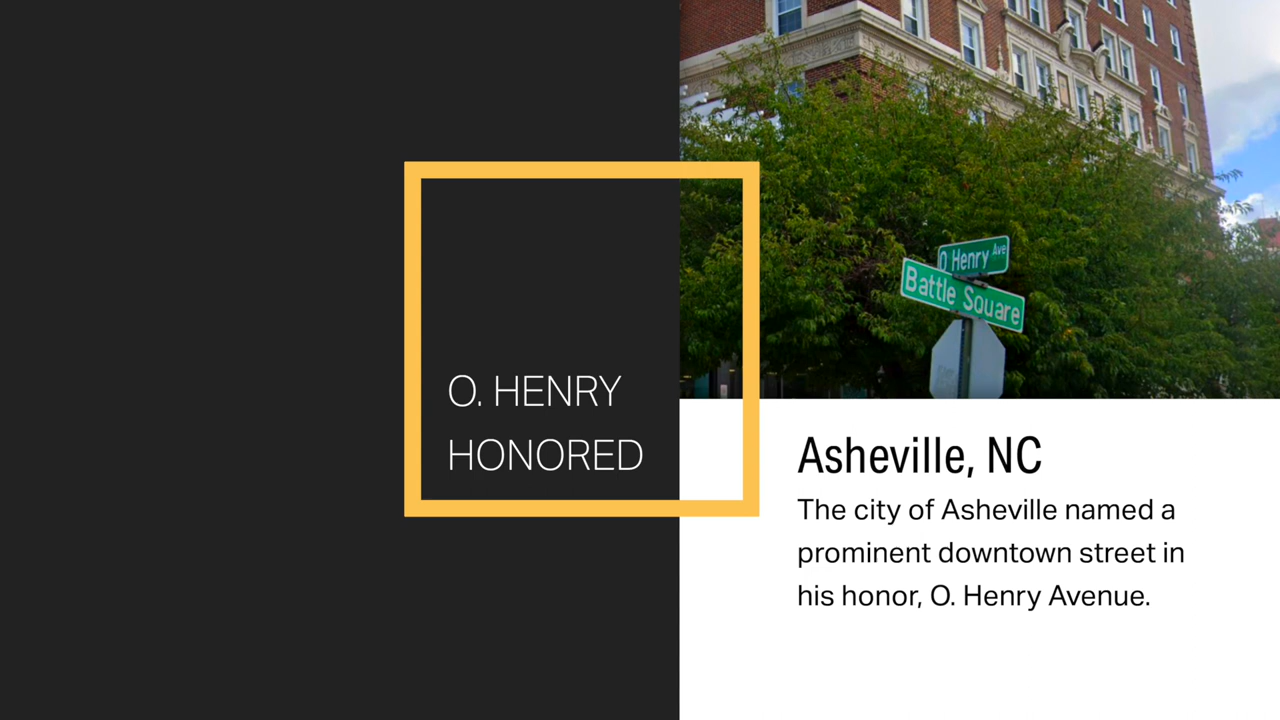 O. HENRY
HONORED
O Henry Ave
Battle Square
Asheville, NC
The city of Asheville named a
prominent downtown street in
his honor, O. Henry Avenue.